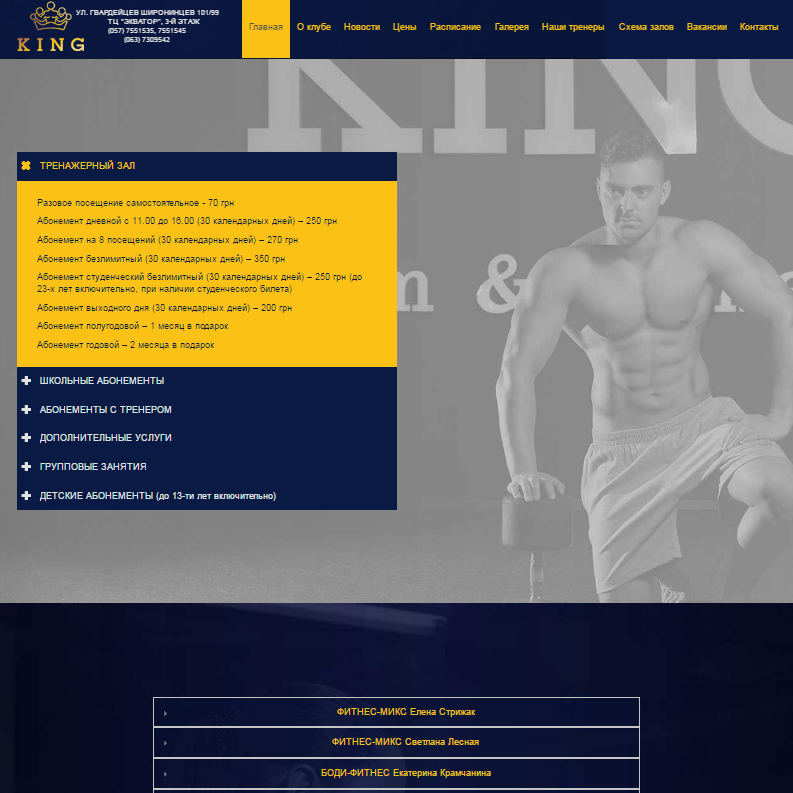 KING
УЛ. ГВАРДЕЙЦЕВ ШИРОНИНЦЕВ 101/99
ТЦ "ЭКВАТОР", 3-Й ЭТАЖ
(057) 7551535, 7551545
(063) 7309542
Главная О клубе Новости Цены Расписание Галерея Наши тренеры Схема залов Вакансии Контакты
KING
m &
ТРЕНАЖЕРНЫЙ ЗАЛ
Разовое посещение самостоятельное - 70 грн
Абонемент дневной с 11.00 до 16.00 (30 календарных дней) – 250 грн
Абонемент на 8 посещений (30 календарных дней) – 270 грн
Абонемент безлимитный (30 календарных дней) – 350 грн
Абонемент студенческий безлимитный (30 календарных дней) – 250 грн (до
23-х лет включительно, при наличии студенческого билета)
Абонемент выходного дня (30 календарных дней) – 200 грн
Абонемент полугодовой – 1 месяц в подарок
Абонемент годовой – 2 месяца в подарок
ШКОЛЬНЫЕ АБОНЕМЕНТЫ
АБОНЕМЕНТЫ С ТРЕНЕРОМ
ДОПОЛНИТЕЛЬНЫЕ УСЛУГИ
ГРУППОВЫЕ ЗАНЯТИЯ
ДЕТСКИЕ АБОНЕМЕНТЫ (до 13-ти лет включительно)
ФИТНЕС-МИКС Елена Стрижак
ФИТНЕС-МИКС Светлана Лесная
БОДИ-ФИТНЕС Екатерина Крамчанина